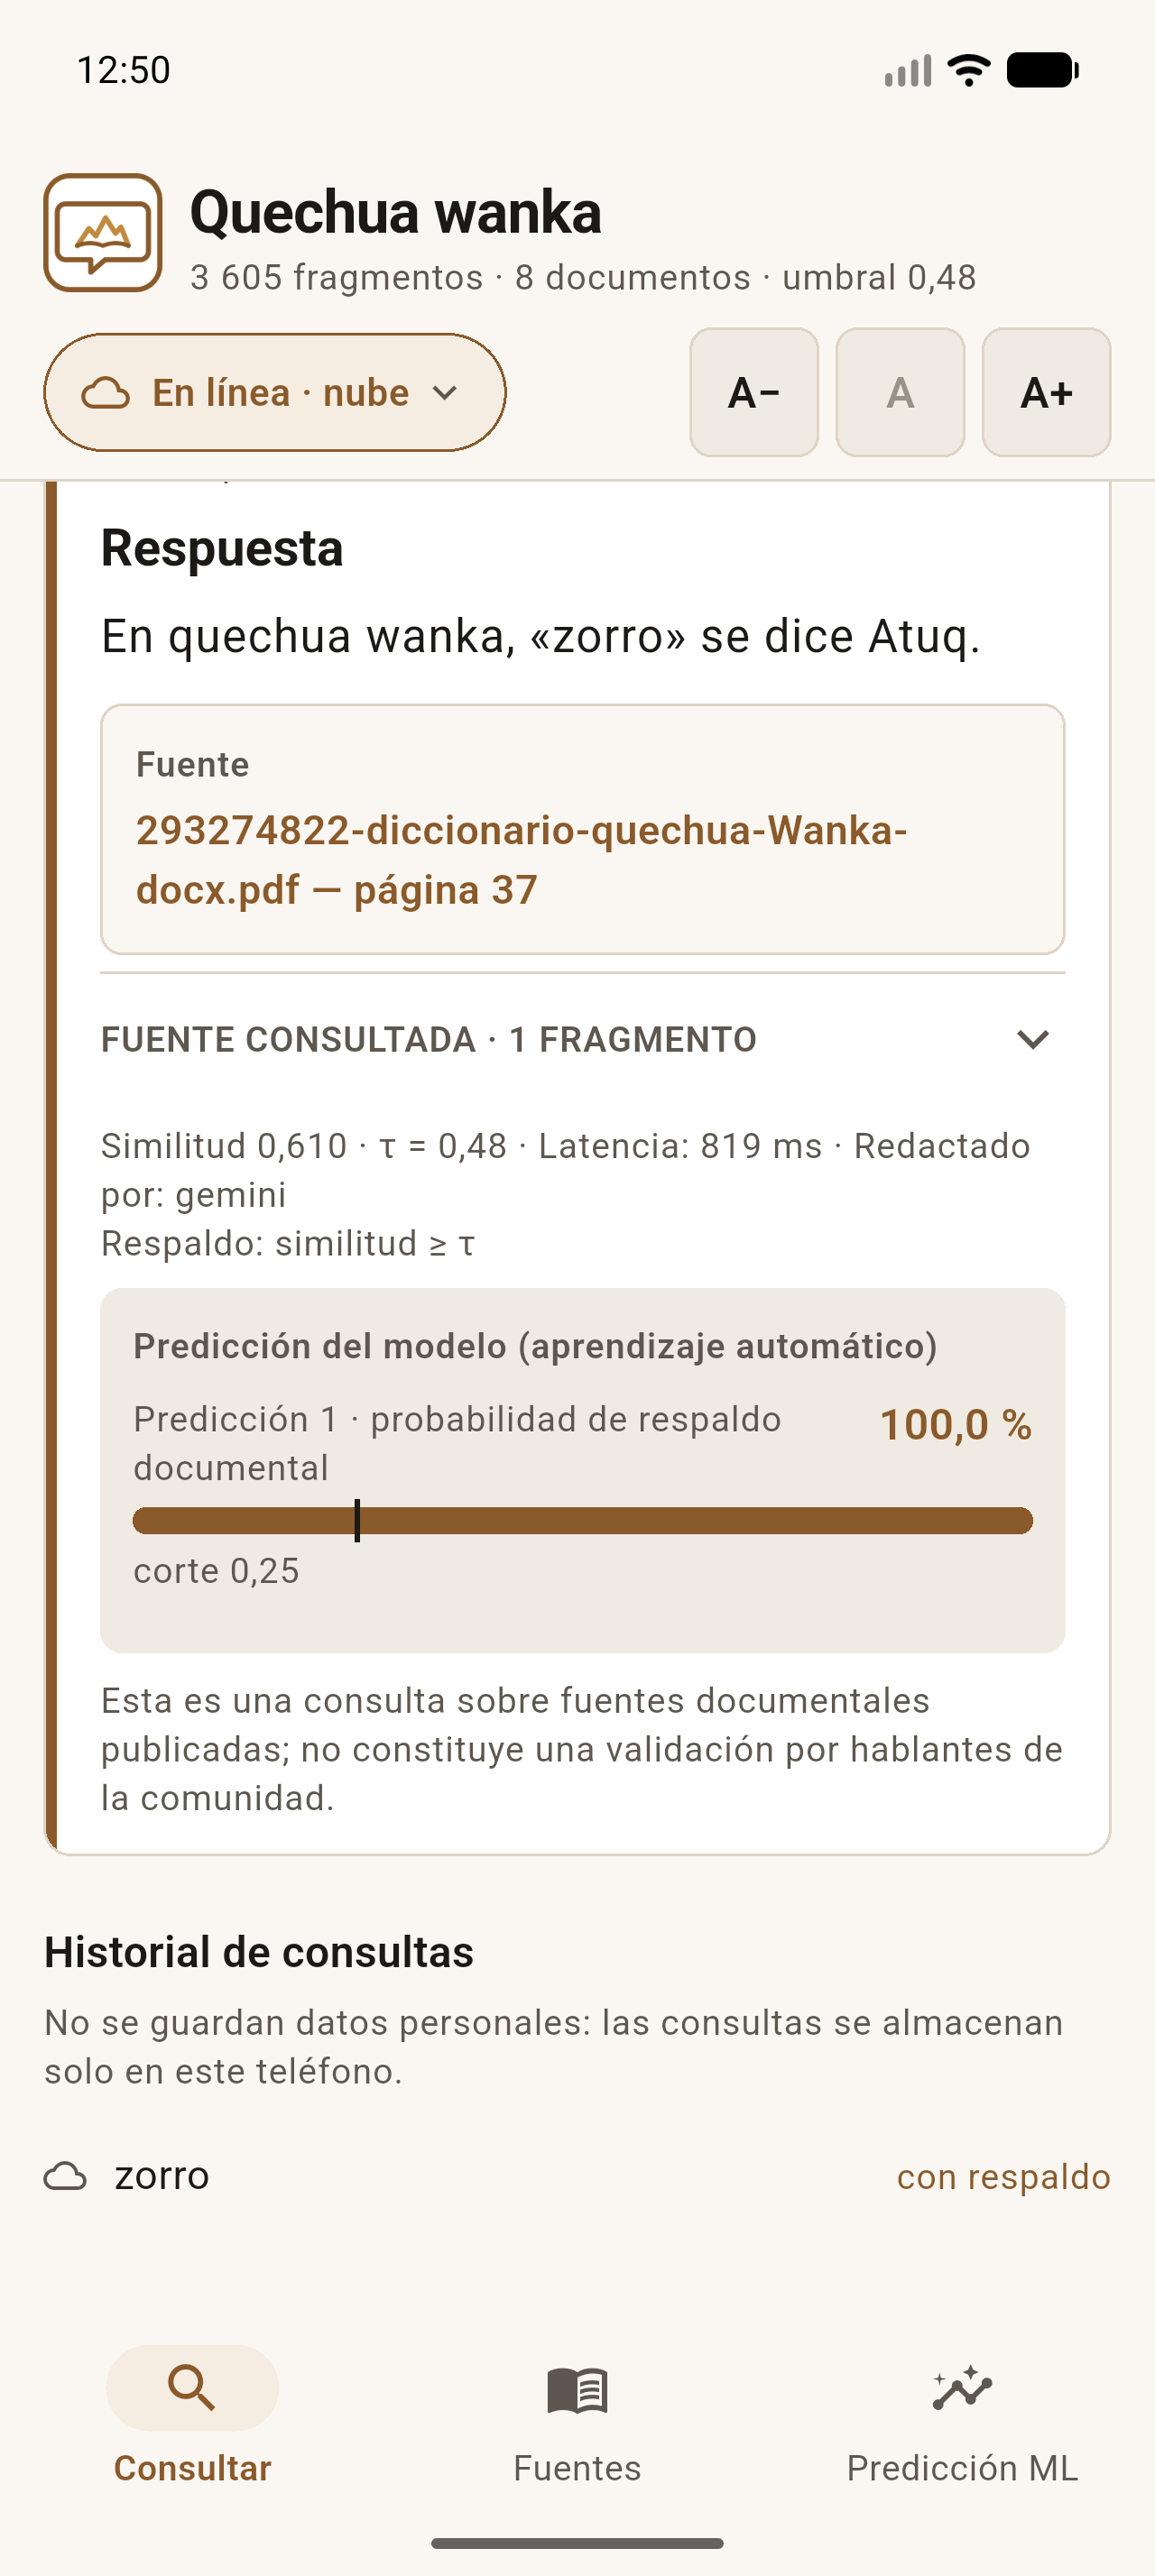 12:50
Quechua wanka
3 605 fragmentos · 8 documentos · umbral 0,48
En línea · nube
A−
A
A+
Respuesta
En quechua wanka, «zorro» se dice Atuq.
Fuente
293274822-diccionario-quechua-Wanka-
docx.pdf — página 37
FUENTE CONSULTADA · 1 FRAGMENTO
Similitud 0,610 · τ = 0,48 · Latencia: 819 ms · Redactado
por: gemini
Respaldo: similitud ≥ τ
Predicción del modelo (aprendizaje automático)
Predicción 1 · probabilidad de respaldo
documental
100,0 %
corte 0,25
Esta es una consulta sobre fuentes documentales
publicadas; no constituye una validación por hablantes de
la comunidad.
Historial de consultas
No se guardan datos personales: las consultas se almacenan
solo en este teléfono.
zorro
con respaldo
Consultar
Fuentes
Predicción ML